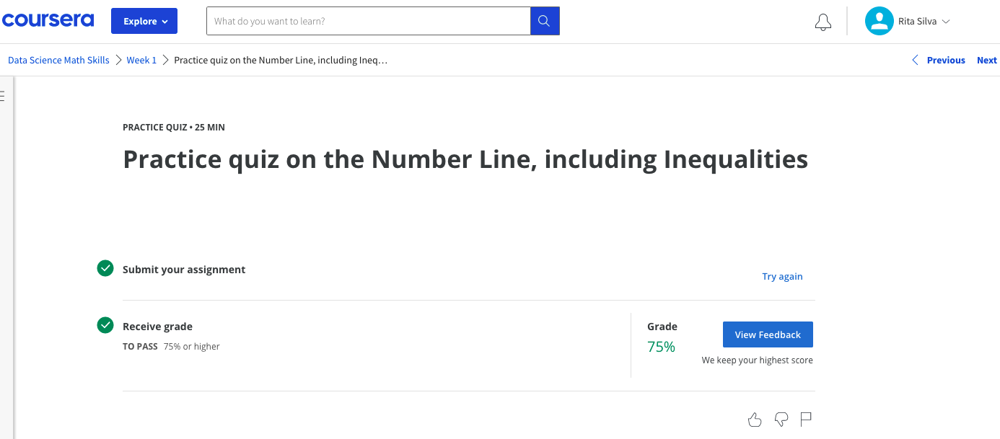 coursera
Explore
What do you want to learn?
Rita Silva
Data Science Math Skills
Week 1
Practice quiz on the Number Line, including Ineq…
Previous
Next
PRACTICE QUIZ • 25 MIN
Practice quiz on the Number Line, including Inequalities
Submit your assignment
Try again
Receive grade
TO PASS 75% or higher
Grade
75%
View Feedback
We keep your highest score